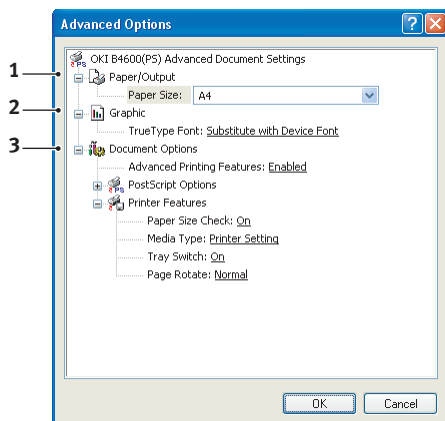 Advanced Options
OKI B4600(PS) Advanced Document Settings
1
Paper/Output
Paper Size: A4
2
Graphic
TrueType Font: Substitute with Device Font
3
Document Options
Advanced Printing Features: Enabled
PostScript Options
Printer Features
Paper Size Check: On
Media Type: Printer Setting
Tray Switch: On
Page Rotate: Normal
OK Cancel